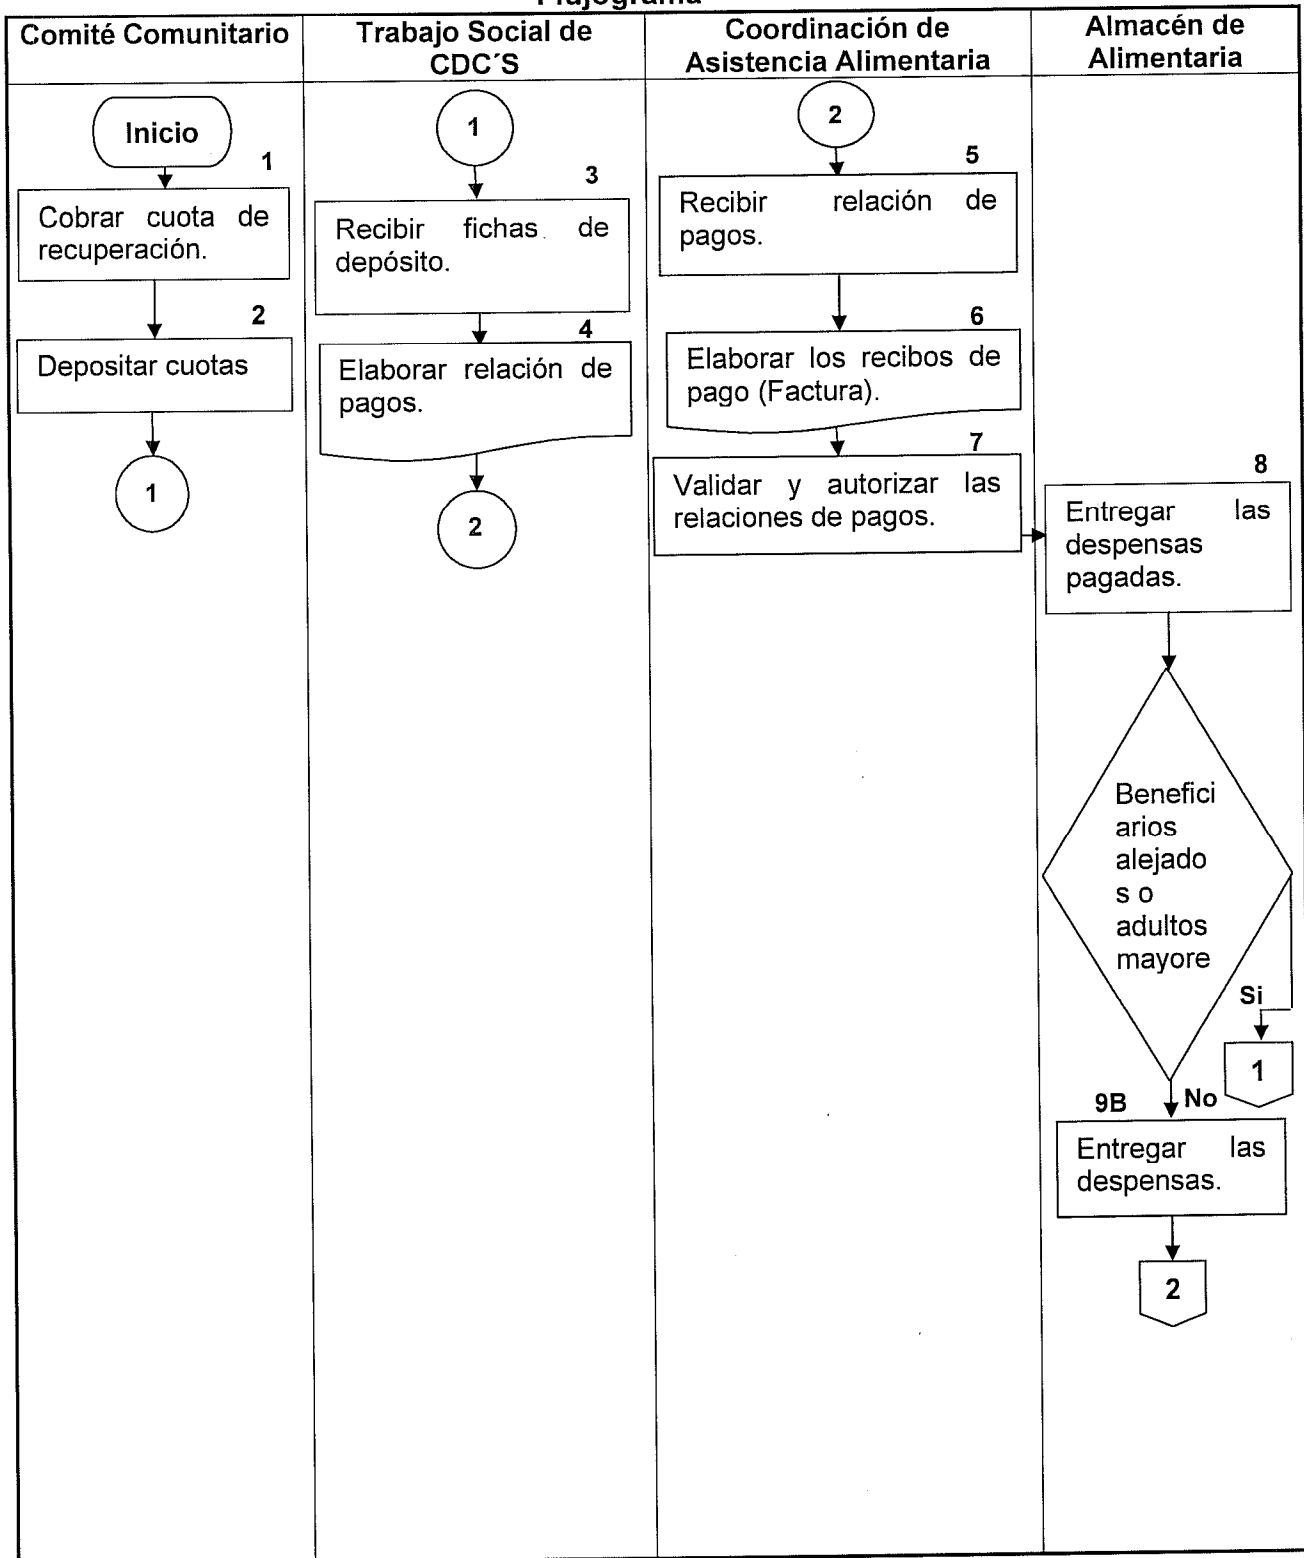 Flujograma
Comité Comunitario
Trabajo Social de
CDC´S
Coordinación de
Asistencia Alimentaria
Almacén de
Alimentaria
Inicio
1
Cobrar cuota de
recuperación.
2
Depositar cuotas
1
1
3
Recibir fichas de
depósito.
4
Elaborar relación de
pagos.
2
2
5
Recibir relación de
pagos.
6
Elaborar los recibos de
pago (Factura).
7
Validar y autorizar las
relaciones de pagos.
8
Entregar las
despensas
pagadas.
Benefici
arios
alejado
s o
adultos
mayore
Si
1
No
9B
Entregar las
despensas.
2